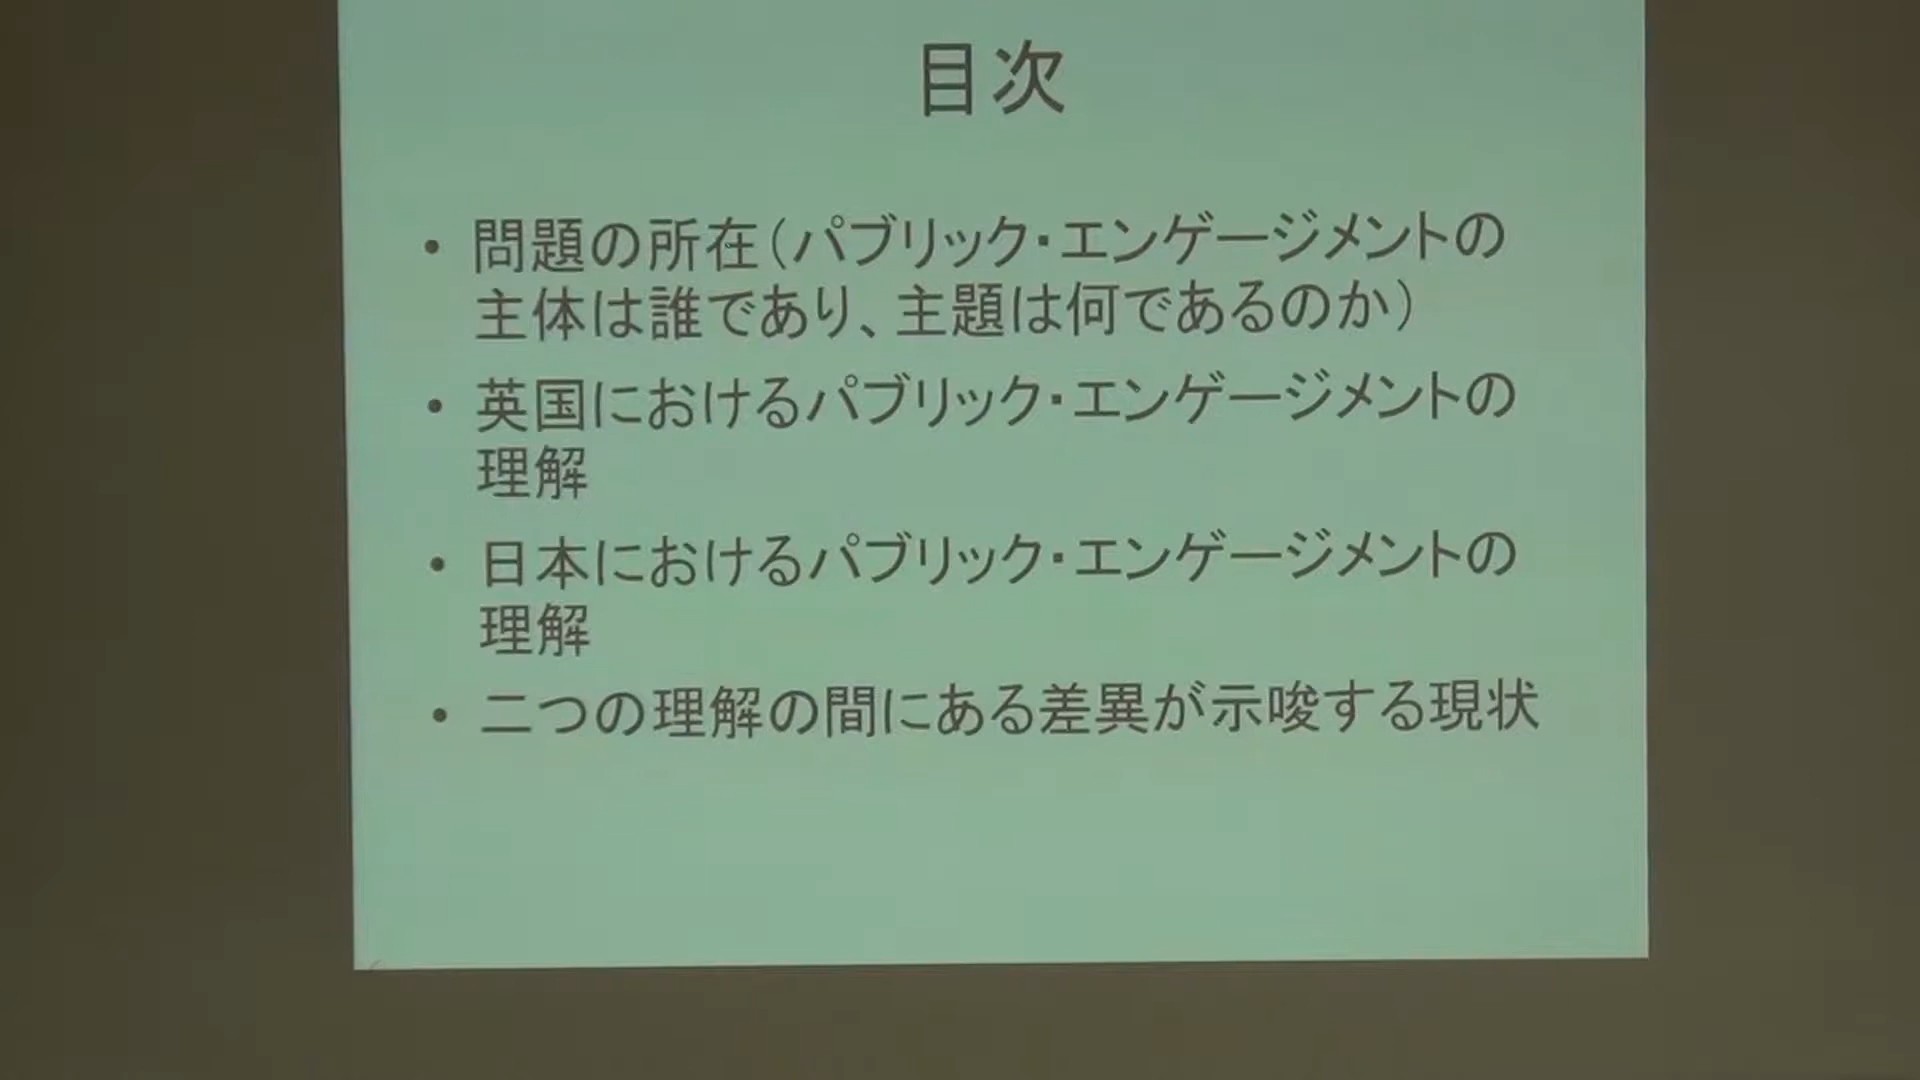 目次
・問題の所在（パブリック・エンゲージメントの
主体は誰であり、主題は何であるのか）
・英国におけるパブリック・エンゲージメントの
理解
・日本におけるパブリック・エンゲージメントの
理解
・二つの理解の間にある差異が示唆する現状